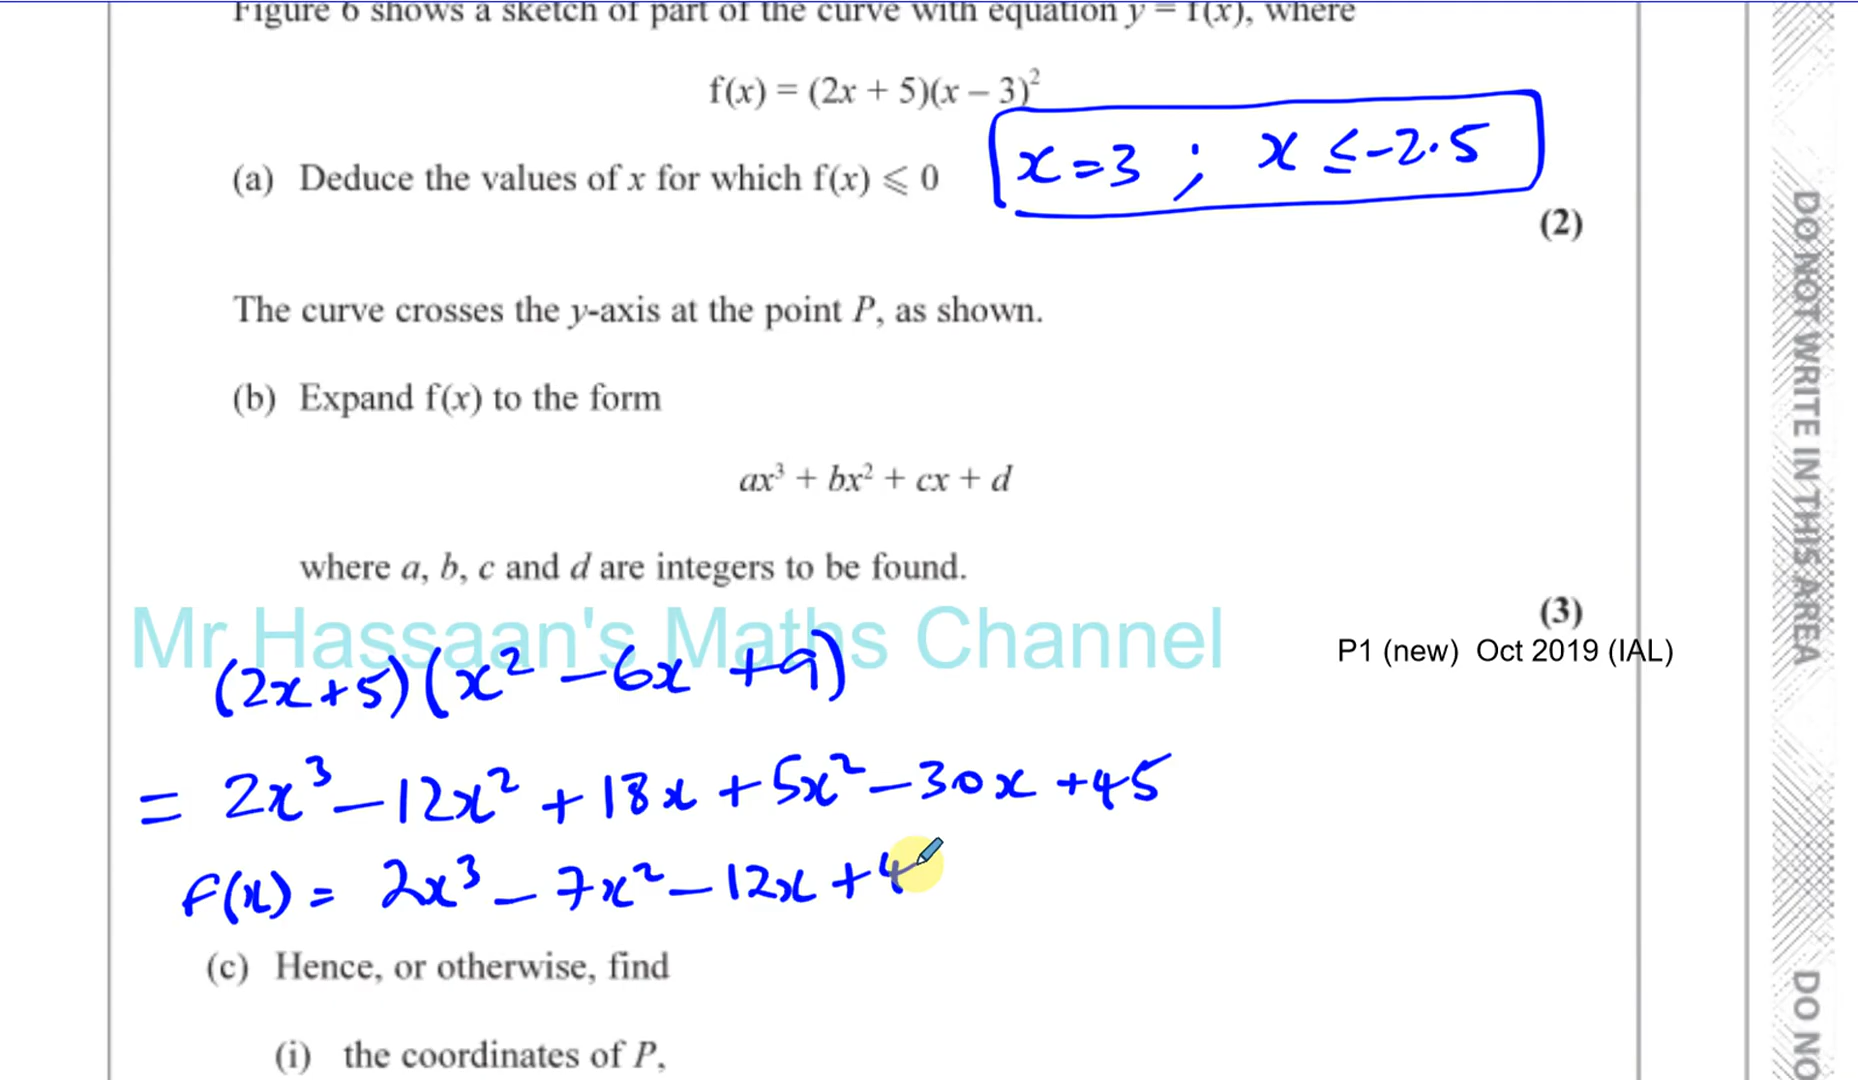 Figure 6 shows a sketch of part of the curve with equation y = f(x), where
f(x) = (2x + 5)(x – 3)²
x = 3 ; x ≤ -2.5
(a) Deduce the values of x for which f(x) ⩽ 0
(2)
The curve crosses the y-axis at the point P, as shown.
(b) Expand f(x) to the form
ax³ + bx² + cx + d
where a, b, c and d are integers to be found.
(3)
Mr Hassaan's Maths Channel
P1 (new) Oct 2019 (IAL)
(2x+5)(x² - 6x + 9)
= 2x³ - 12x² + 18x + 5x² - 30x + 45
f(x) = 2x³ - 7x² - 12x + 4
(c) Hence, or otherwise, find
(i) the coordinates of P,
DO NOT WRITE IN THIS AREA
DO NO